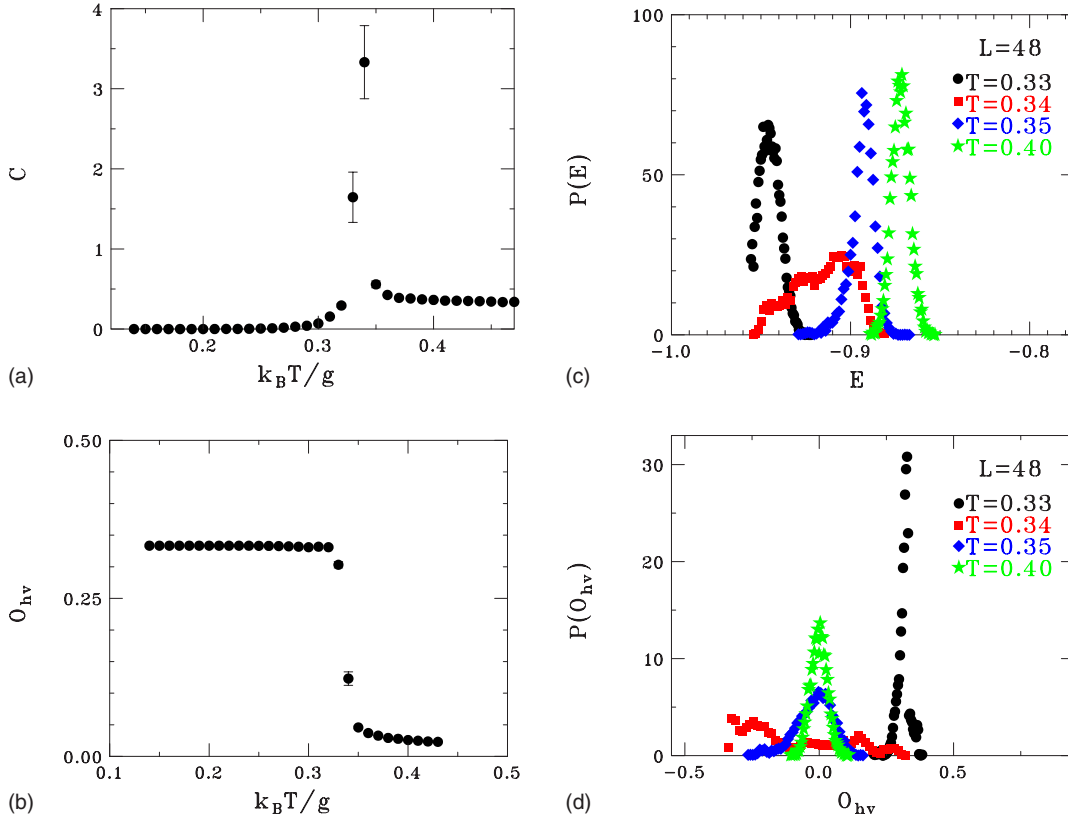 4
3
2
1
0
C
0.2
0.3
0.4
k_BT/g
(a)
100
50
0
P(E)
L=48
T=0.33
T=0.34
T=0.35
T=0.40
−1.0
−0.9
−0.8
E
(c)
0.50
0.25
0.00
O_hv
0.1
0.2
0.3
0.4
0.5
k_BT/g
(b)
30
20
10
0
P(O_hv)
L=48
T=0.33
T=0.34
T=0.35
T=0.40
−0.5
0.0
0.5
O_hv
(d)